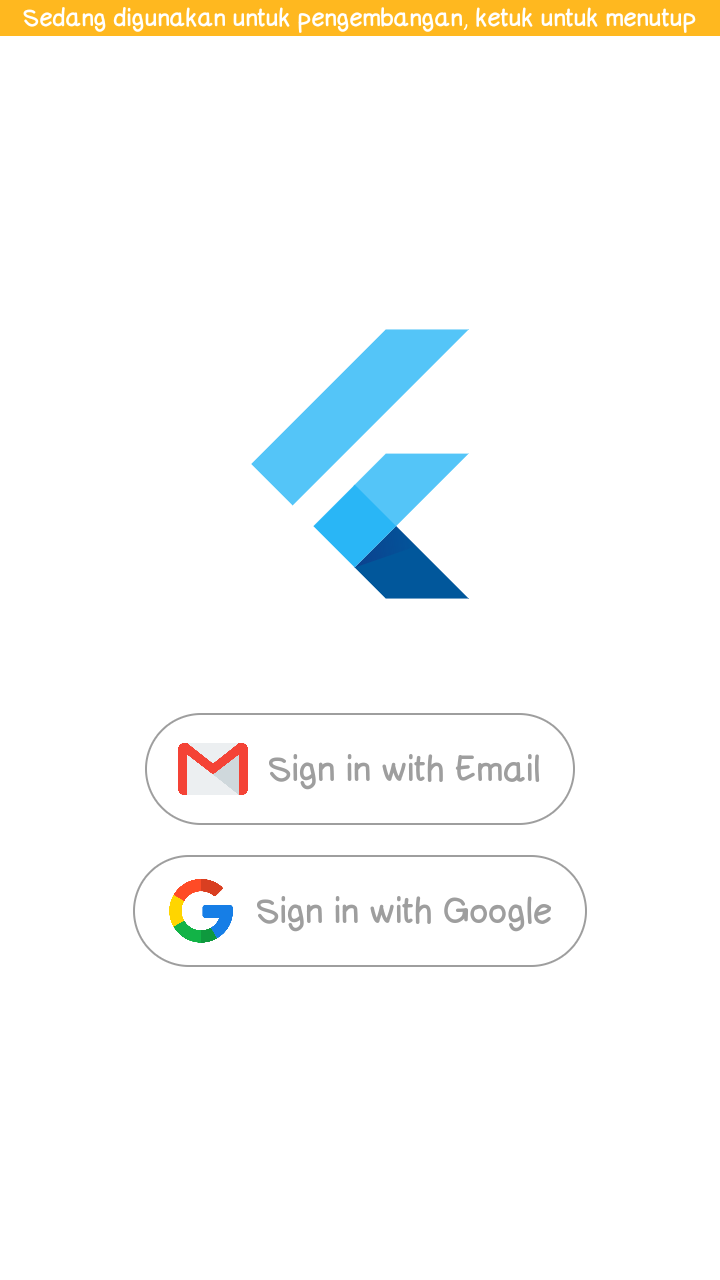 Sedang digunakan untuk pengembangan, ketuk untuk menutup
Sign in with Email
Sign in with Google